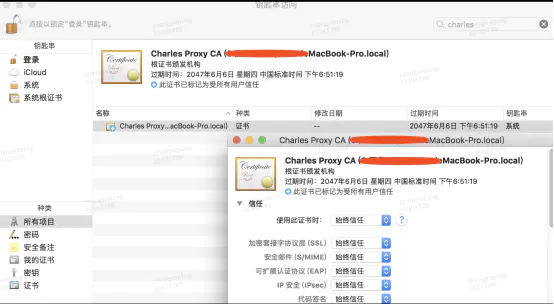 钥匙串访问
点按以锁定“登录”钥匙串。
charles
钥匙串
登录
iCloud
系统
系统根证书
Charles Proxy CA (
MacBook-Pro.local)
根证书颁发机构
过期时间：2047年6月6日 星期四 中国标准时间 下午6:51:19
此证书已标记为受所有用户信任
名称 种类 修改日期 过期时间 钥匙串
Charles Proxy...acBook-Pro.local) 证书 -- 2047年6月6日 下午6:51:19 系统
Charles Proxy CA (
eMacBook-Pro.local)
Certificate
Charles Proxy CA (
MacBook-Pro.local)
根证书颁发机构
过期时间：2047年6月6日 星期四 中国标准时间 下午6:51:19
此证书已标记为受所有用户信任
信任
使用此证书时： 始终信任 ?
加密套接字协议层 (SSL) 始终信任
安全邮件 (S/MIME) 始终信任
可扩展认证协议 (EAP) 始终信任
IP 安全 (IPsec) 始终信任
代码签名 始终信任
种类
所有项目
密码
安全备注
我的证书
密钥
证书